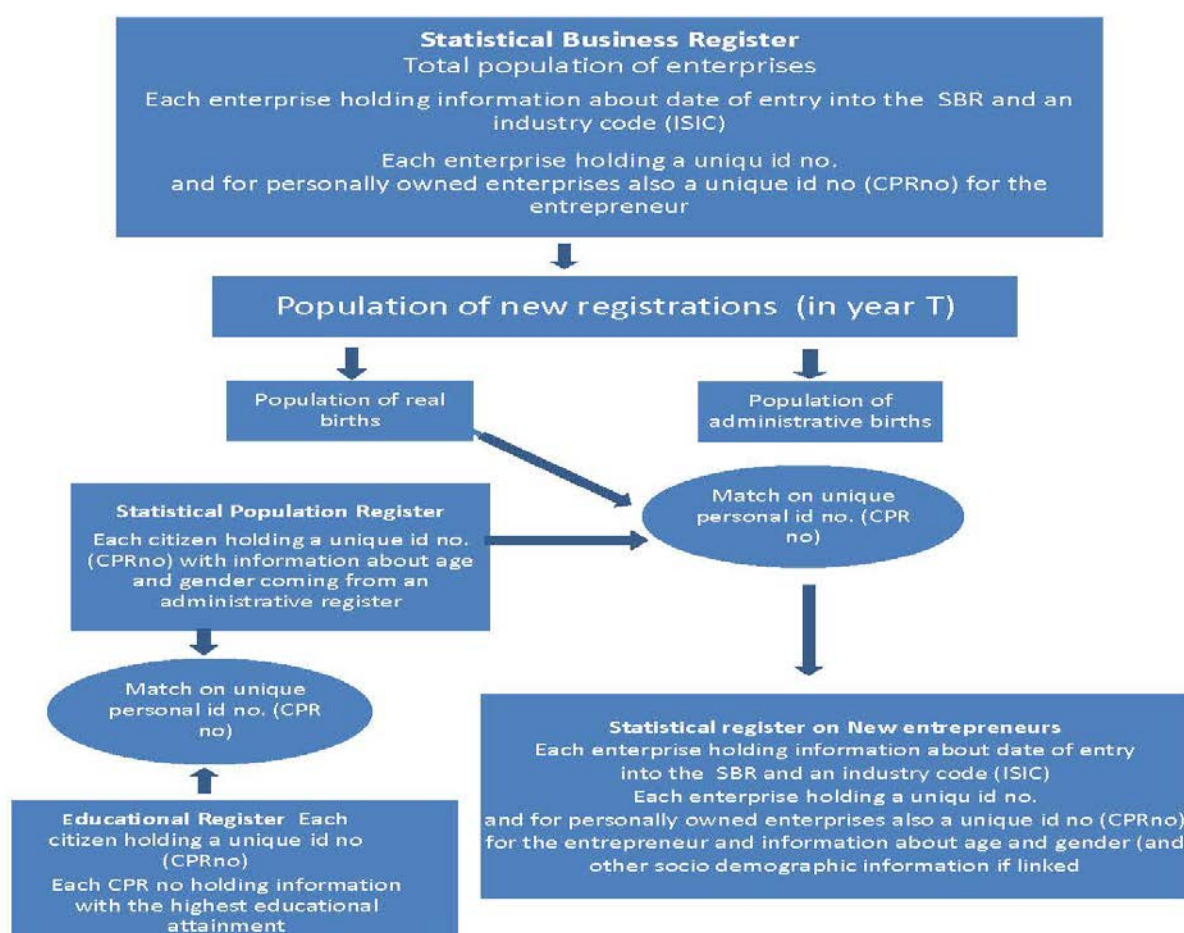 Statistical Business Register
Total population of enterprises
Each enterprise holding information about date of entry into the SBR and an
industry code (ISIC)
Each enterprise holding a uniqu id no.
and for personally owned enterprises also a unique id no (CPRno) for the
entrepreneur
Population of new registrations (in year T)
Population of real
births
Population of
administrative births
Match on unique
personal id no. (CPR
no)
Statistical Population Register
Each citizen holding a unique id no.
(CPRno) with information about age
and gender coming from an
administrative register
Match on unique
personal id no. (CPR
no)
Statistical register on New entrepreneurs
Each enterprise holding information about date of entry
into the SBR and an industry code (ISIC)
Each enterprise holding a uniqu id no.
and for personally owned enterprises also a unique id no (CPRno)
for the entrepreneur and information about age and gender (and
other socio demographic information if linked
Educational Register Each
citizen holding a unique id no
(CPRno)
Each CPR no holding information
with the highest educational
attainment